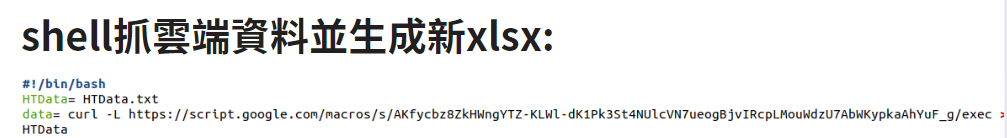 shell抓雲端資料並生成新xlsx:
#!/bin/bash
HTData= HTData.txt
data= curl -L https://script.google.com/macros/s/AKfycbz8ZkHWngYTZ-KLWl-dK1Pk3St4NUlcVN7ueogBjvIRcpLMouWdzU7AbWKypkaAhYuF_g/exec >
HTData